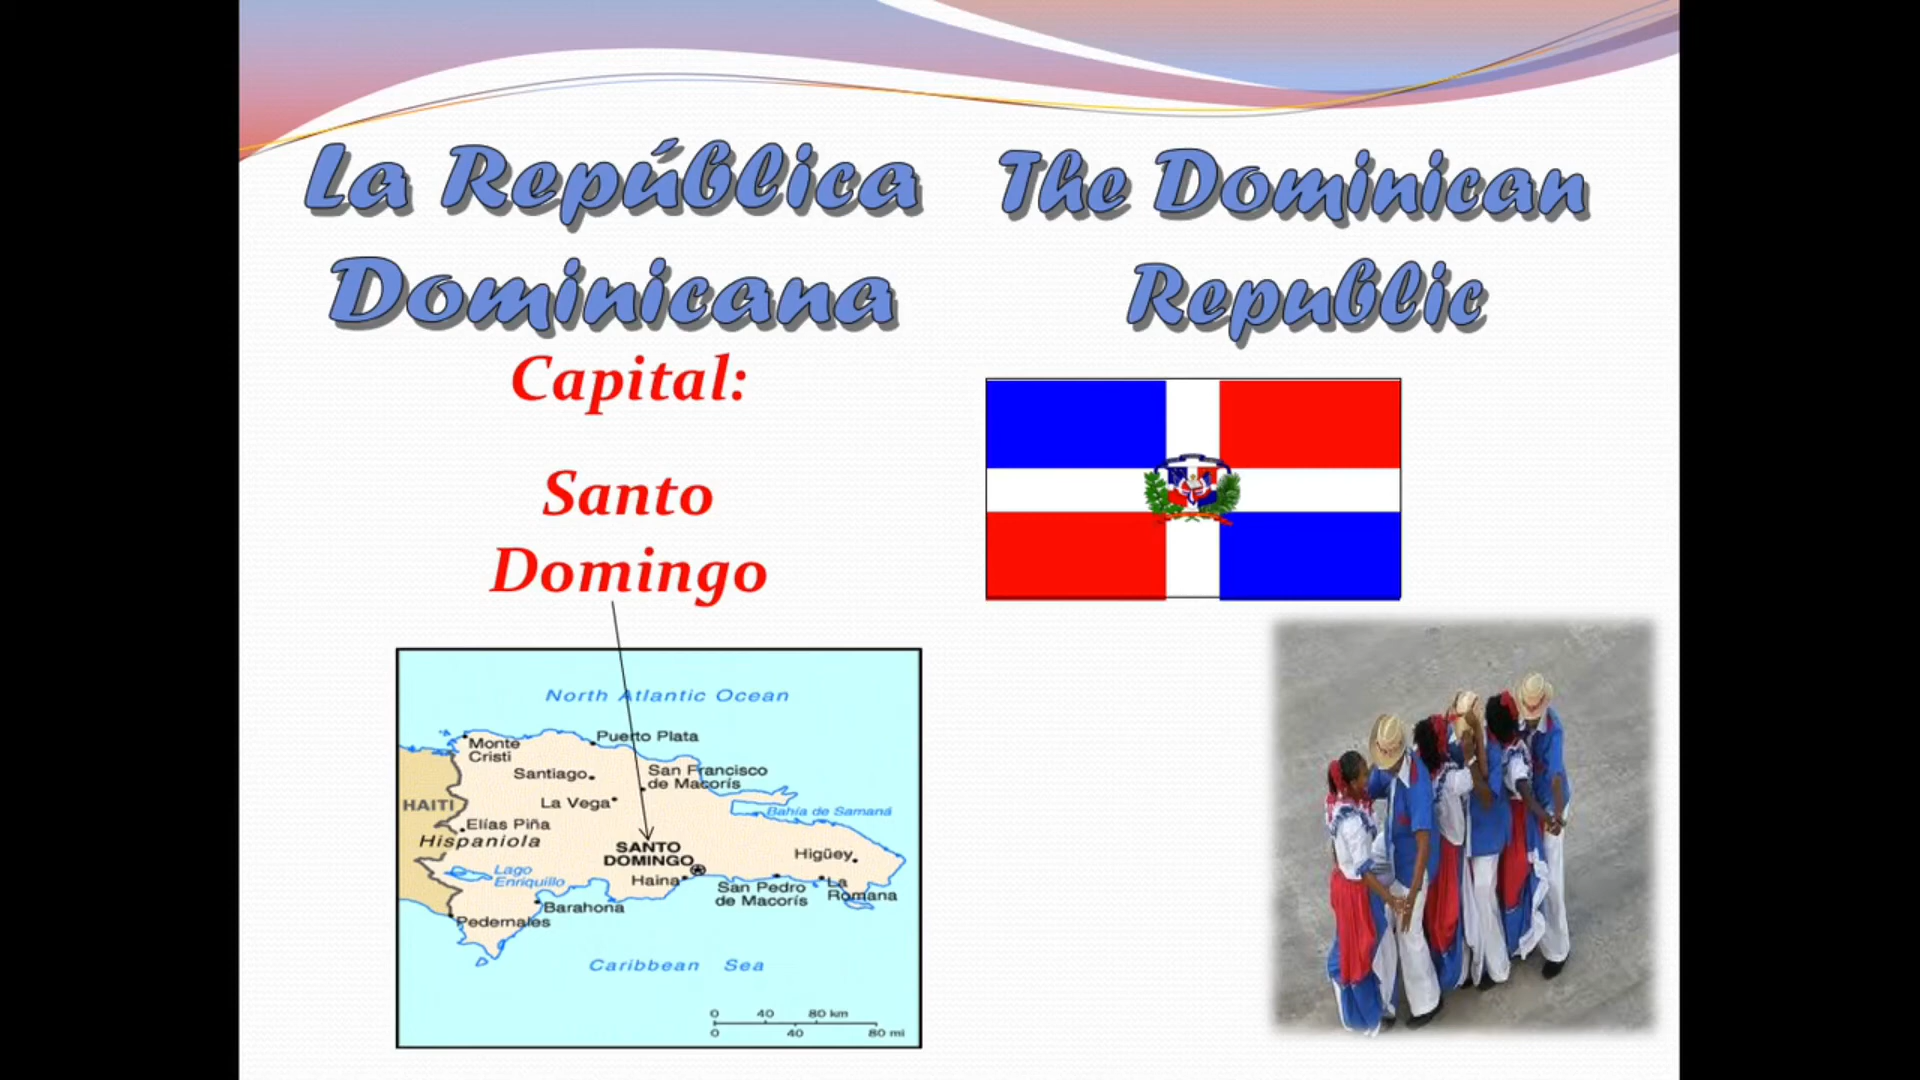 La República
Dominicana
The Dominican
Republic
Capital:
Santo
Domingo
North Atlantic Ocean
Monte
Cristi
Puerto Plata
Santiago
San Francisco
de Macorís
La Vega
HAITI
Bahía de Samaná
Elías Piña
Hispaniola
SANTO
DOMINGO
Higüey
Lago
Enriquillo
Haina
San Pedro
de Macorís
La
Romana
Barahona
Pedernales
Caribbean Sea
0 40 80 km
0 40 80 mi